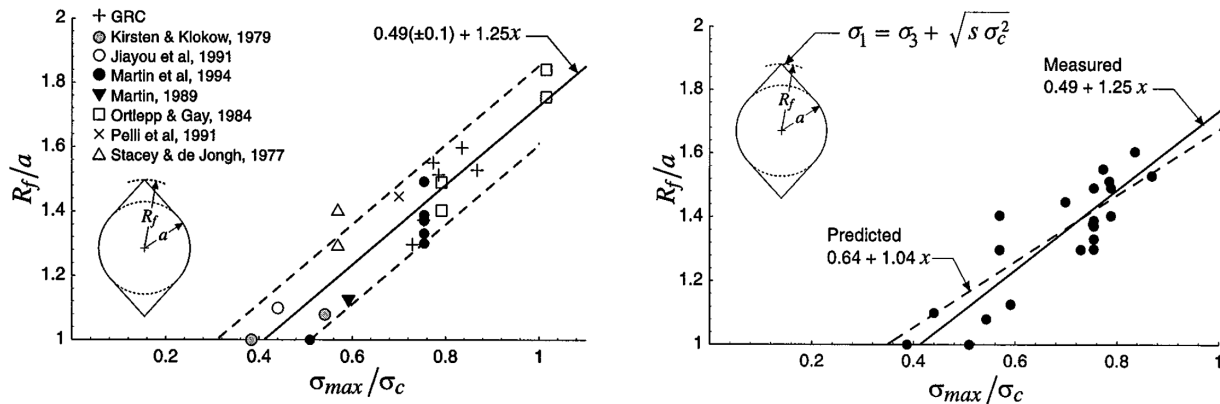 2
1.8
1.6
1.4
1.2
1
R_f/a
+ GRC
Kirsten & Klokow, 1979
Jiayou et al, 1991
Martin et al, 1994
Martin, 1989
Ortlepp & Gay, 1984
× Pelli et al, 1991
Stacey & de Jongh, 1977
0.49(±0.1) + 1.25x
R_f
a
0.2
0.4
0.6
0.8
1
σ_max/σ_c
2
1.8
1.6
1.4
1.2
1
R_f/a
σ_1 = σ_3 + √(s σ_c^2)
R_f
a
Measured
0.49 + 1.25 x
Predicted
0.64 + 1.04 x
0.2
0.4
0.6
0.8
1
σ_max/σ_c